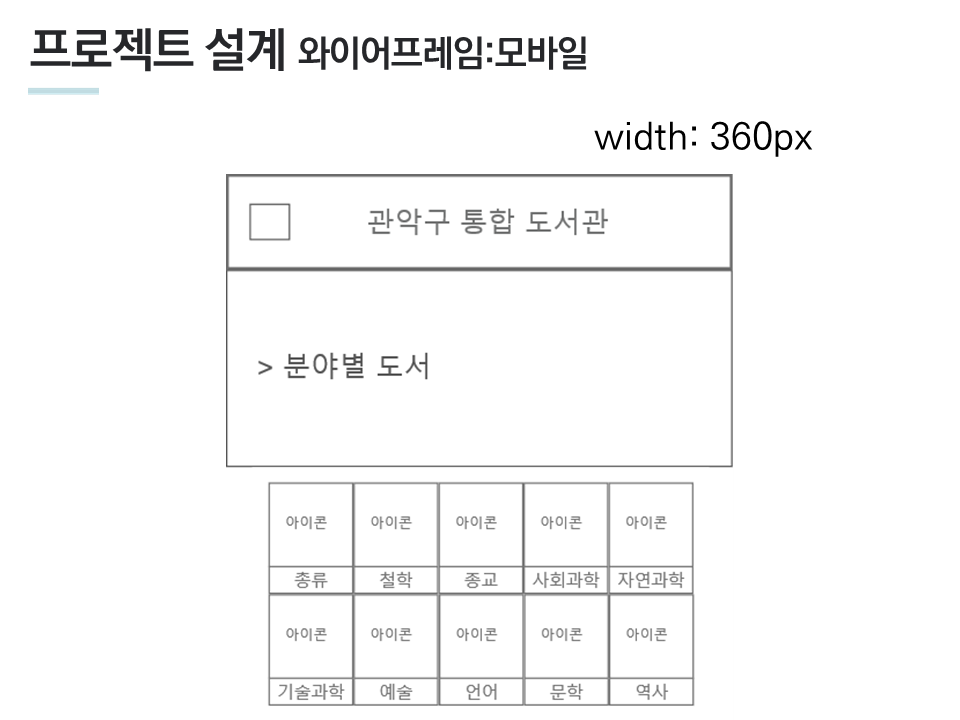 프로젝트 설계 와이어프레임:모바일
width: 360px
관악구 통합 도서관
> 분야별 도서
아이콘 아이콘 아이콘 아이콘 아이콘
총류 철학 종교 사회과학 자연과학
아이콘 아이콘 아이콘 아이콘 아이콘
기술과학 예술 언어 문학 역사